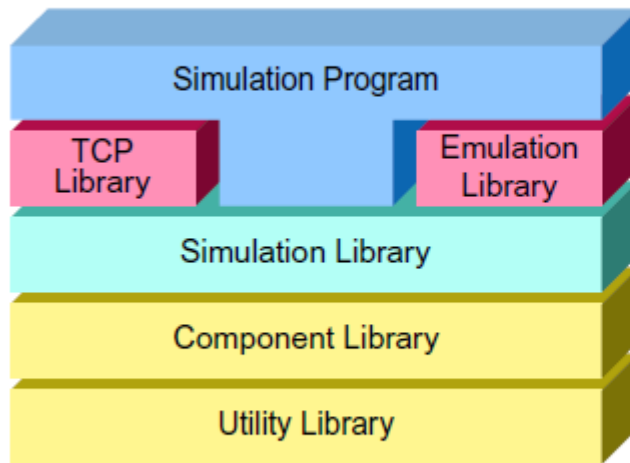 Simulation Program
TCP
Library
Emulation
Library
Simulation Library
Component Library
Utility Library